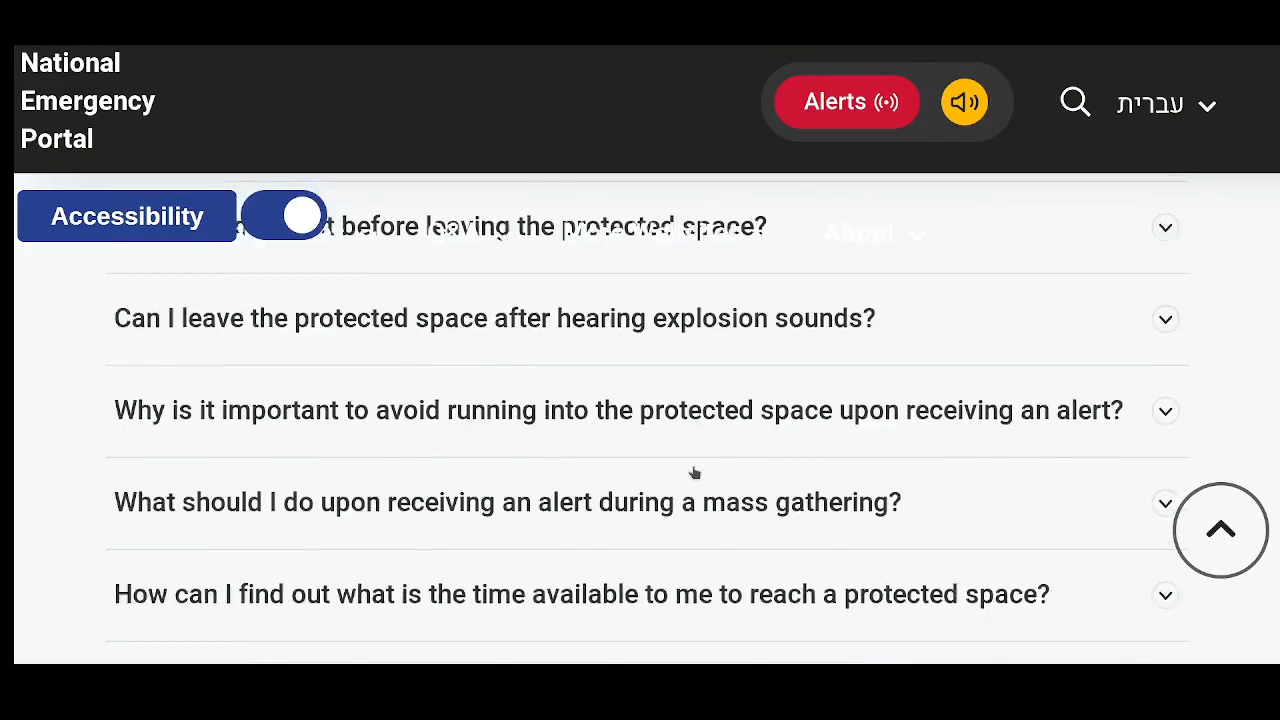 National
Emergency
Portal
Alerts
עברית
Accessibility
before leaving the protected space?
About
Can I leave the protected space after hearing explosion sounds?
Why is it important to avoid running into the protected space upon receiving an alert?
What should I do upon receiving an alert during a mass gathering?
How can I find out what is the time available to me to reach a protected space?